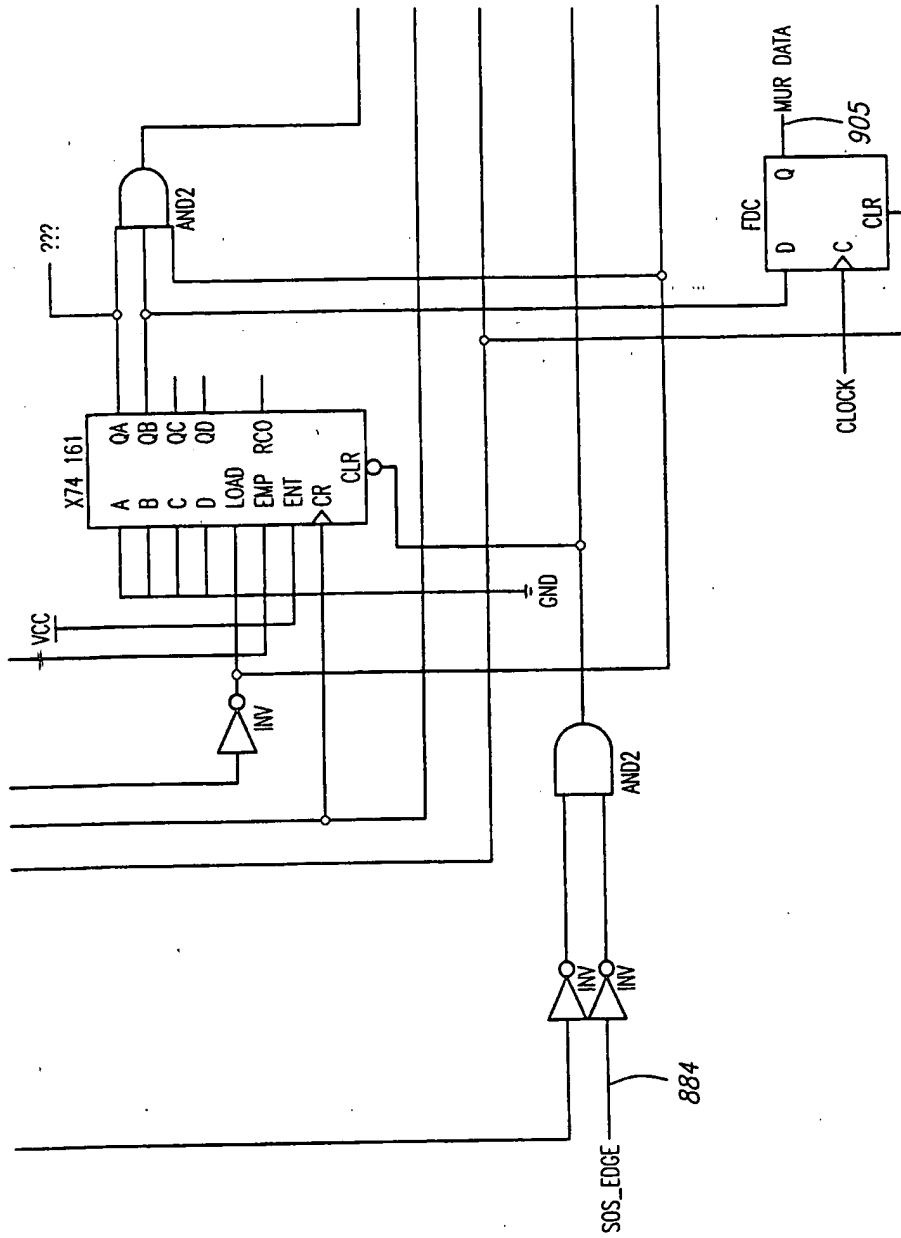 ???
AND2
X74 161
A QA
B QB
C QC
D QD
LOAD
EMP RCO
ENT
CR
CLR
VCC
GND
INV
MUR DATA
905
FDC
D Q
C
CLR
CLOCK
AND2
INV
INV
884
SOS_EDGE